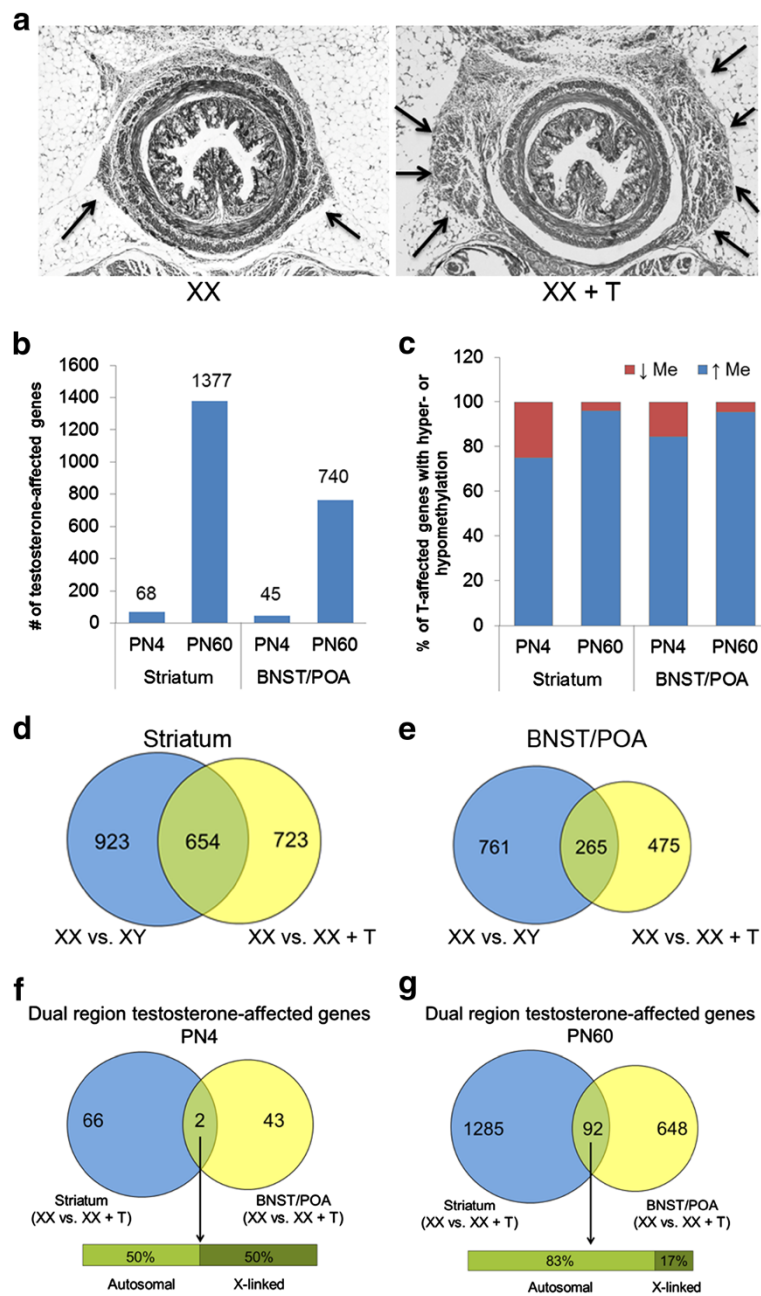 a
XX
XX + T
b
# of testosterone-affected genes
1600
1400
1200
1000
800
600
400
200
0
68
1377
45
740
PN4
PN60
PN4
PN60
Striatum
BNST/POA
c
% of T-affected genes with hyper- or
hypomethylation
120
100
80
60
40
20
0
↓ Me
↑ Me
PN4
PN60
PN4
PN60
Striatum
BNST/POA
d
Striatum
923
654
723
XX vs. XY
XX vs. XX + T
e
BNST/POA
761
265
475
XX vs. XY
XX vs. XX + T
f
Dual region testosterone-affected genes
PN4
66
2
43
Striatum
(XX vs. XX + T)
BNST/POA
(XX vs. XX + T)
50%
50%
Autosomal
X-linked
g
Dual region testosterone-affected genes
PN60
1285
92
648
Striatum
(XX vs. XX + T)
BNST/POA
(XX vs. XX + T)
83%
17%
Autosomal
X-linked